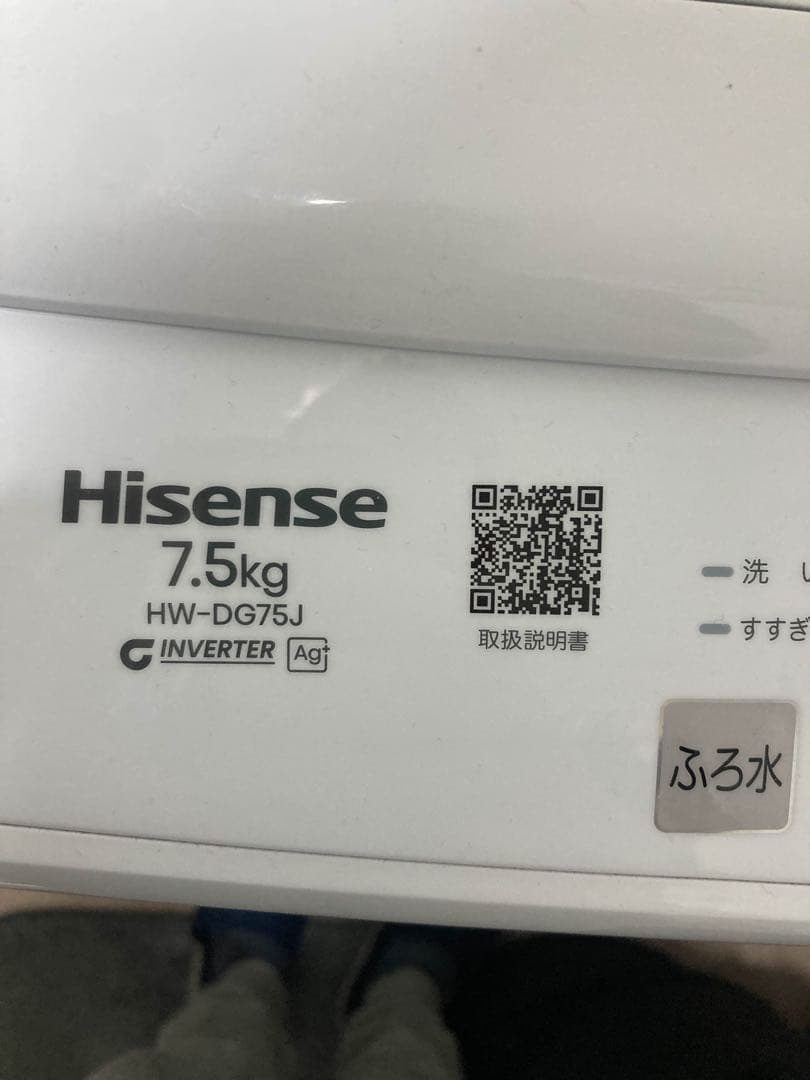 Hisense
7.5kg
HW-DG75J
INVERTER Ag+
取扱説明書
洗い
すすぎ
ふろ水